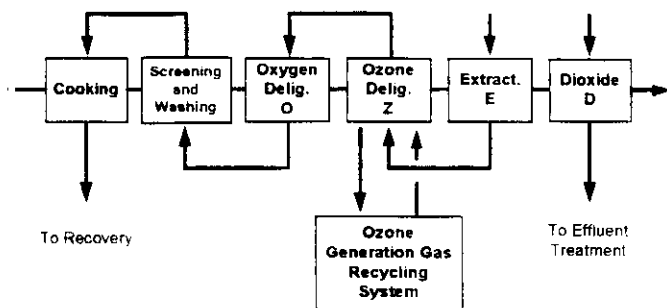 Cooking
Screening
and
Washing
Oxygen
Delig.
O
Ozone
Delig.
Z
Extract.
E
Dioxide
D
To Recovery
Ozone
Generation Gas
Recycling
System
To Effluent
Treatment